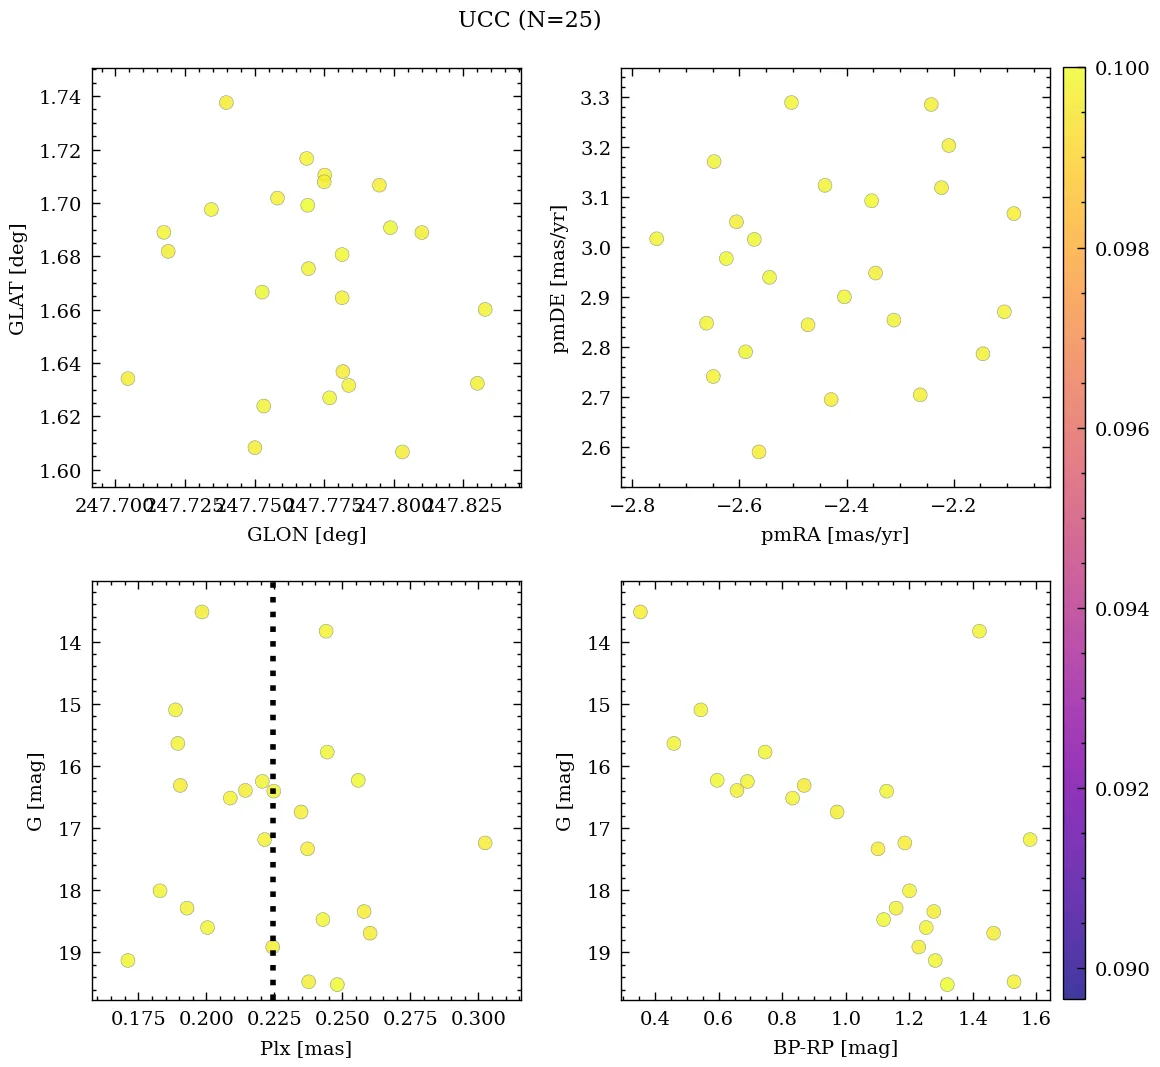 UCC (N=25)
1.74
1.72
1.70
1.68
1.66
1.64
1.62
1.60
GLAT [deg]
247.700 247.725 247.750 247.775 247.800 247.825
GLON [deg]
3.3
3.2
3.1
3.0
2.9
2.8
2.7
2.6
pmDE [mas/yr]
−2.8 −2.6 −2.4 −2.2
pmRA [mas/yr]
0.100
0.098
0.096
0.094
0.092
0.090
14
15
16
17
18
19
G [mag]
0.175 0.200 0.225 0.250 0.275 0.300
Plx [mas]
14
15
16
17
18
19
G [mag]
0.4 0.6 0.8 1.0 1.2 1.4 1.6
BP-RP [mag]